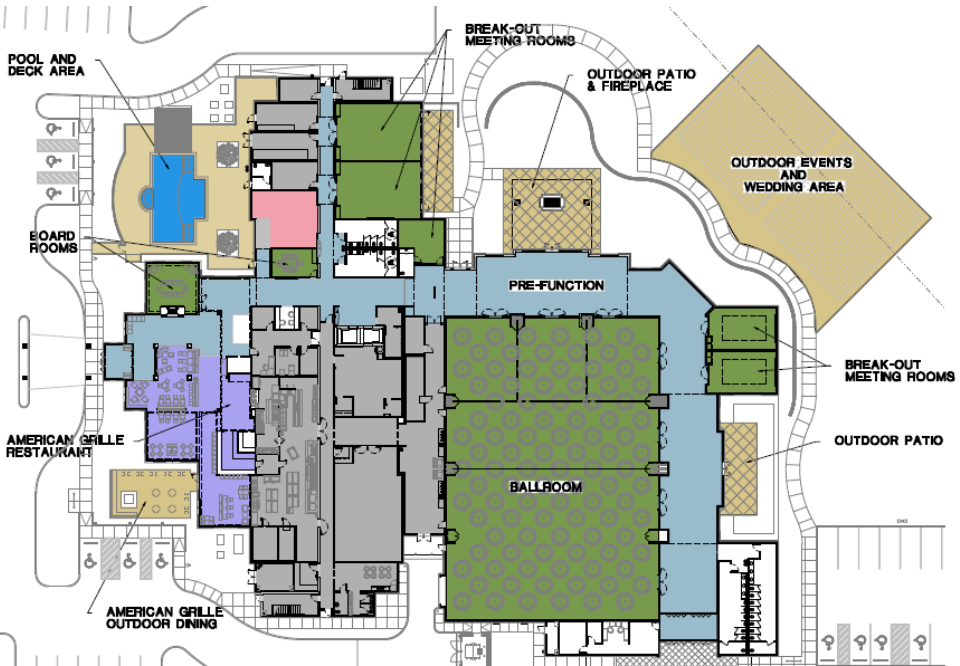 BREAK-OUT
MEETING ROOMS
POOL AND
DECK AREA
OUTDOOR PATIO
& FIREPLACE
OUTDOOR EVENTS
AND
WEDDING AREA
BOARD
ROOMS
PRE-FUNCTION
BREAK-OUT
MEETING ROOMS
AMERICAN GRILLE
RESTAURANT
OUTDOOR PATIO
BALLROOM
AMERICAN GRILLE
OUTDOOR DINING